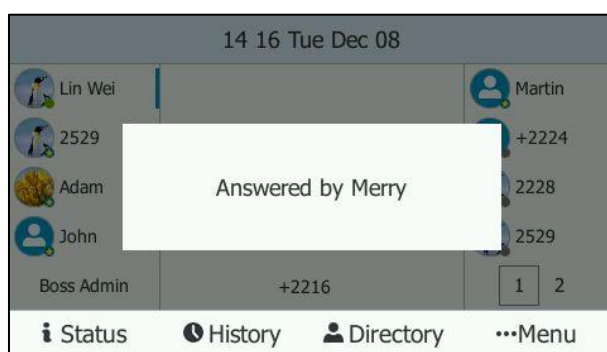 14 16 Tue Dec 08
Lin Wei
Martin
2529
+2224
Adam
Answered by Merry
2228
John
2529
Boss Admin
+2216
1 2
Status History Directory Menu